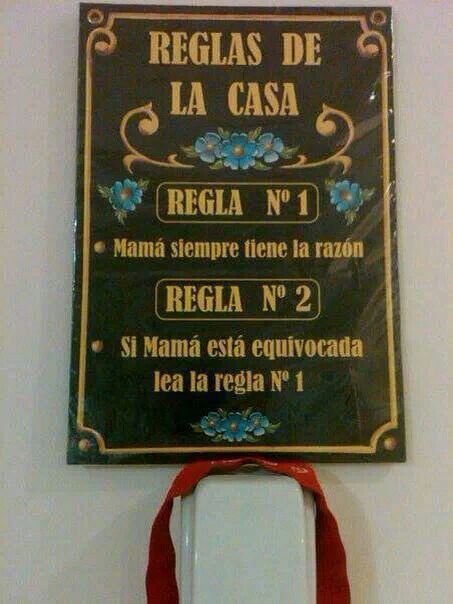 REGLAS DE
LA CASA
REGLA Nº 1
Mamá siempre tiene la razón
REGLA Nº 2
Si Mamá está equivocada
lea la regla Nº 1